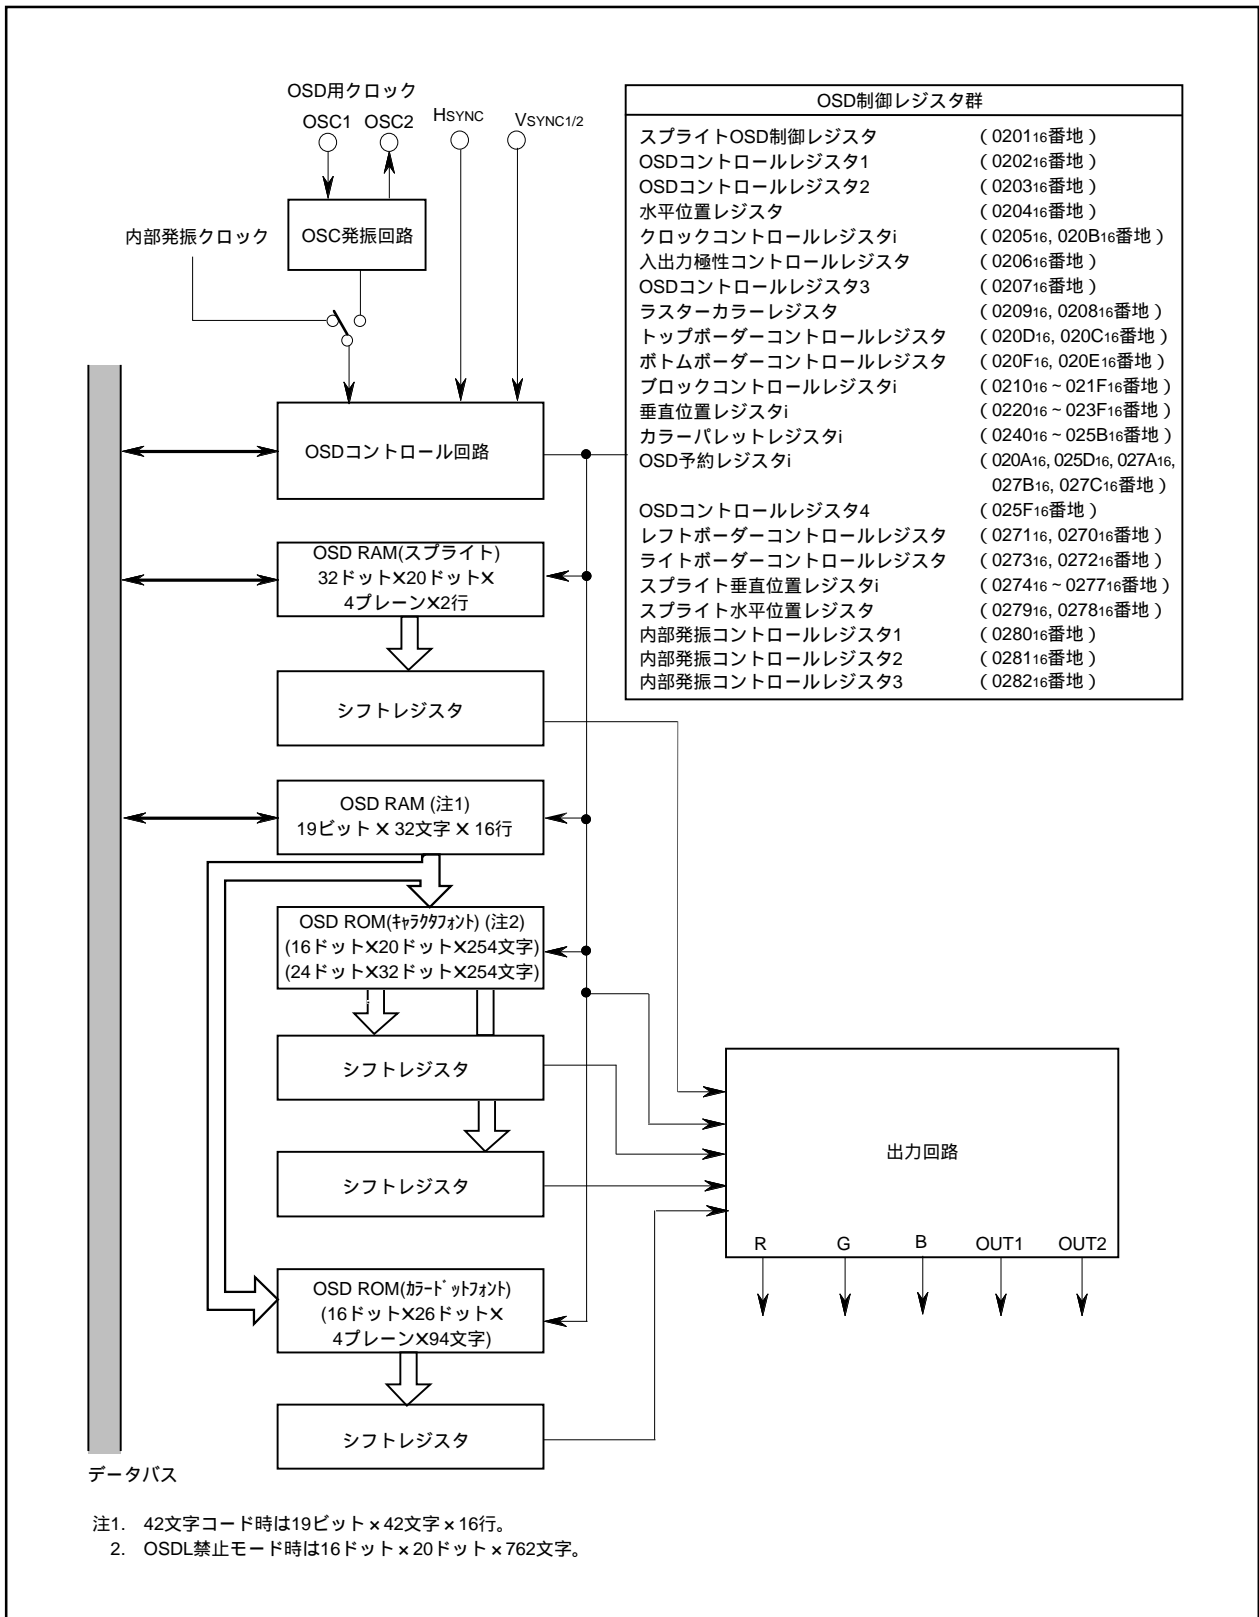 OSD用クロック
OSC1 OSC2 HSYNC VSYNC1/2
内部発振クロック
OSC発振回路
OSD制御レジスタ群
スプライトOSD制御レジスタ (020116番地)
OSDコントロールレジスタ1 (020216番地)
OSDコントロールレジスタ2 (020316番地)
水平位置レジスタ (020416番地)
クロックコントロールレジスタi (020516, 020B16番地)
入出力極性コントロールレジスタ (020616番地)
OSDコントロールレジスタ3 (020716番地)
ラスターカラーレジスタ (020916, 020816番地)
トップボーダーコントロールレジスタ (020D16, 020C16番地)
ボトムボーダーコントロールレジスタ (020F16, 020E16番地)
ブロックコントロールレジスタi (021016~021F16番地)
垂直位置レジスタi (022016~023F16番地)
カラーパレットレジスタi (024016~025B16番地)
OSD予約レジスタi (020A16, 025D16, 027A16,
027B16, 027C16番地)
OSDコントロールレジスタ4 (025F16番地)
レフトボーダーコントロールレジスタ (027116, 027016番地)
ライトボーダーコントロールレジスタ (027316, 027216番地)
スプライト垂直位置レジスタi (027416~027716番地)
スプライト水平位置レジスタ (027916, 027816番地)
内部発振コントロールレジスタ1 (028016番地)
内部発振コントロールレジスタ2 (028116番地)
内部発振コントロールレジスタ3 (028216番地)
OSDコントロール回路
OSD RAM(スプライト)
32ドット×20ドット×
4プレーン×2行
シフトレジスタ
OSD RAM (注1)
19ビット × 32文字 × 16行
OSD ROM(ｷｬﾗｸﾀﾌｫﾝﾄ) (注2)
(16ドット×20ドット×254文字)
(24ドット×32ドット×254文字)
シフトレジスタ
シフトレジスタ
出力回路
R G B OUT1 OUT2
OSD ROM(ｶﾗｰﾄﾞｯﾄﾌｫﾝﾄ)
(16ドット×26ドット×
4プレーン×94文字)
シフトレジスタ
データバス
注1. 42文字コード時は19ビット×42文字×16行。
2. OSDL禁止モード時は16ドット×20ドット×762文字。